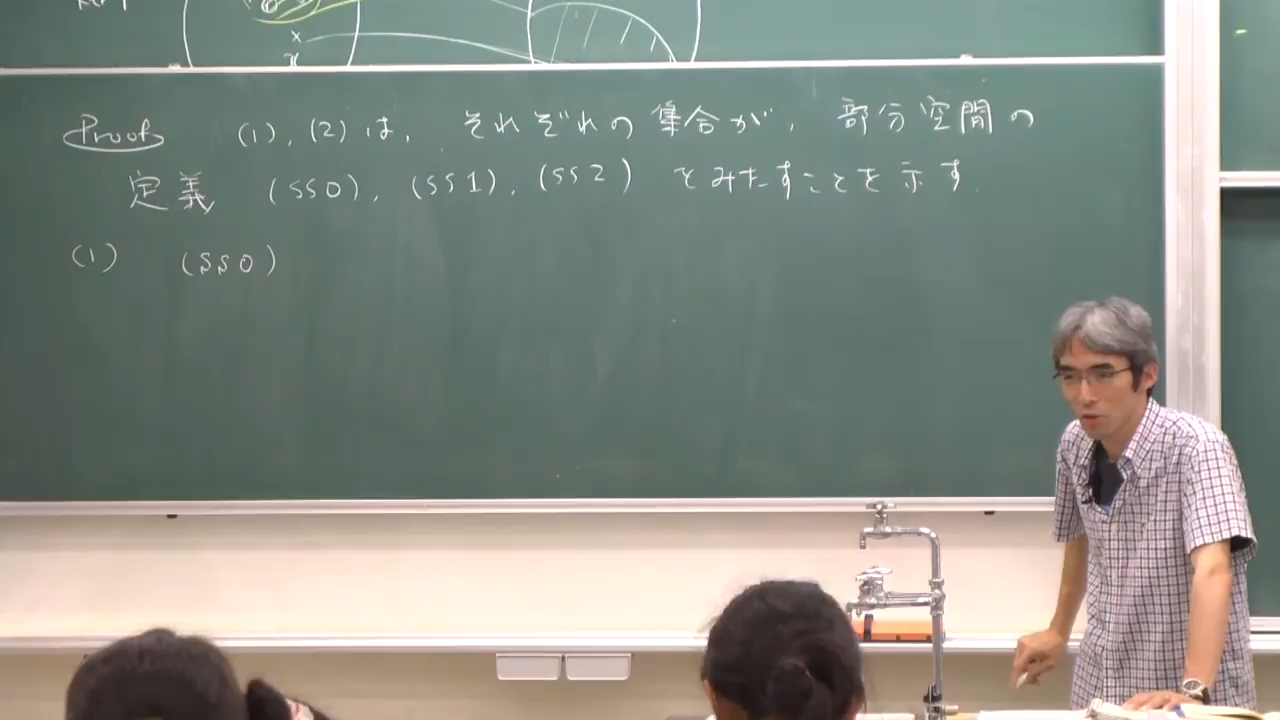 x
Proof (1), (2) は, それぞれの 集合が, 部分空間の
定義 (SS0), (SS1), (SS2) をみたすことを示す.
(1) (SS0)